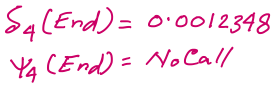 δ₄(End) = 0.0012348
Ψ₄(End) = NoCall